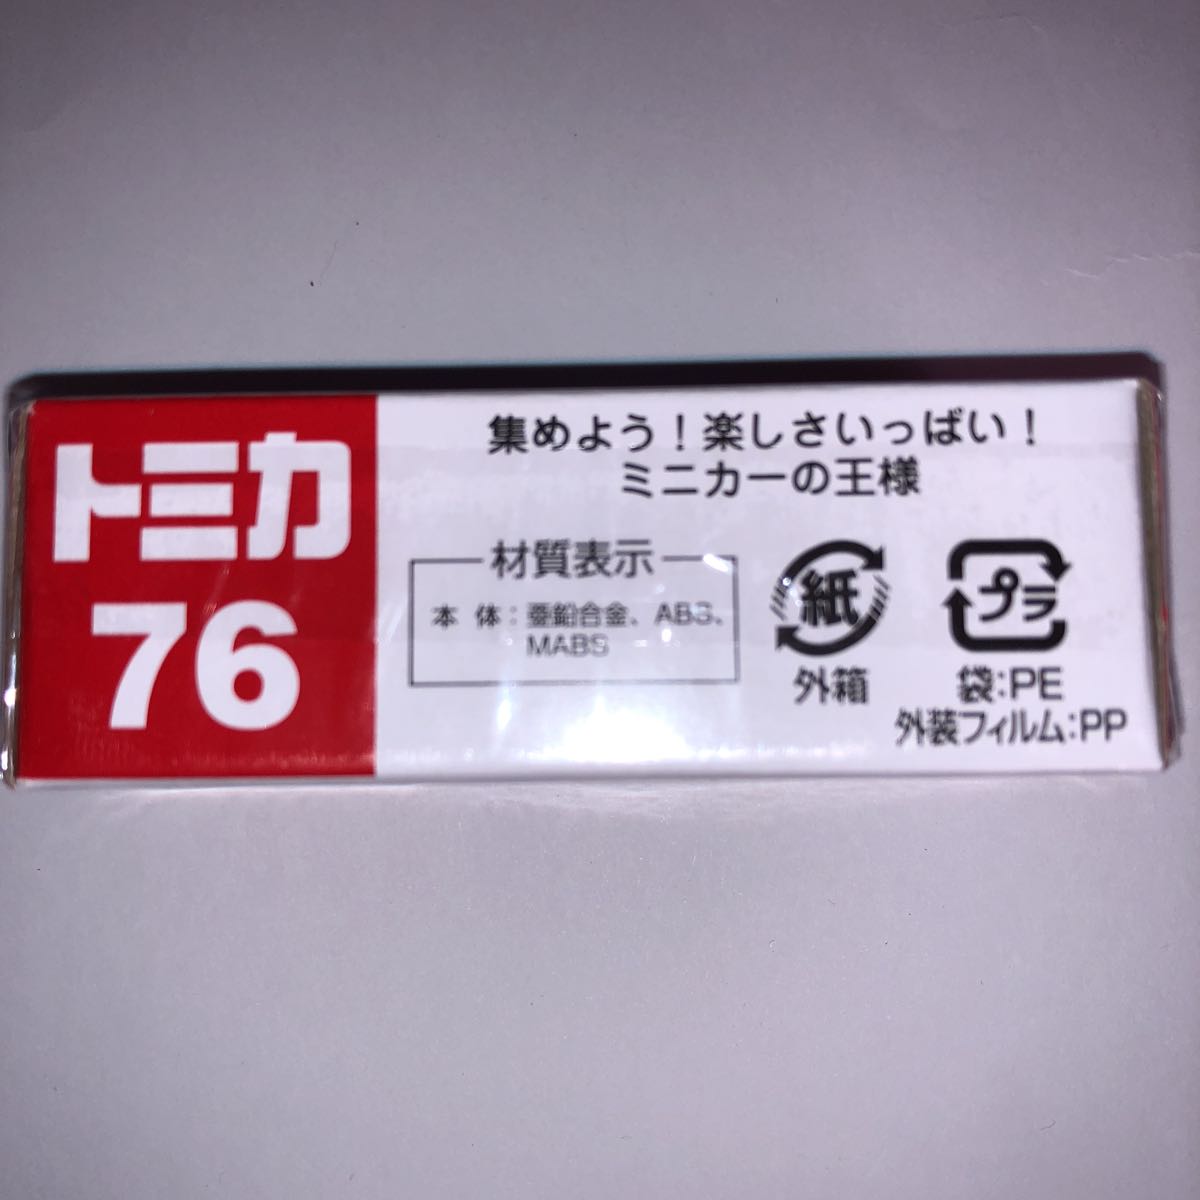 トミカ
76
集めよう！楽しさいっぱい！
ミニカーの王様
材質表示
本 体：亜鉛合金、ABS、
MABS
紙
外箱
プラ
袋:PE
外装フィルム:PP